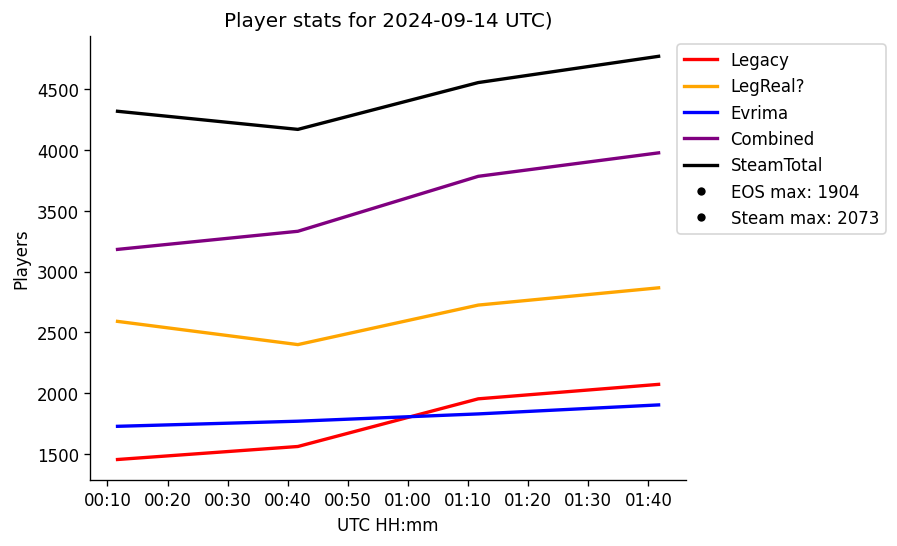 Player stats for 2024-09-14 UTC)
Players
4500
4000
3500
3000
2500
2000
1500
00:10 00:20 00:30 00:40 00:50 01:00 01:10 01:20 01:30 01:40
UTC HH:mm
Legacy
LegReal?
Evrima
Combined
SteamTotal
EOS max: 1904
Steam max: 2073